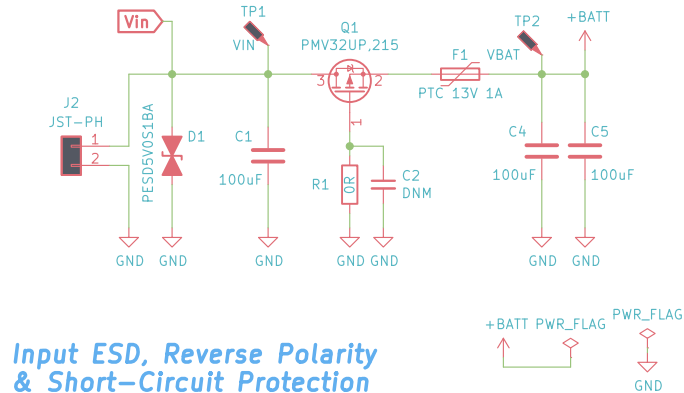 Vin
TP1
VIN
Q1
PMV32UP,215
3
2
1
F1
PTC 13V 1A
TP2
VBAT
+BATT
J2
JST-PH
1
2
PESD5V0S1BA
D1
C1
100uF
R1
0R
C2
DNM
C4
100uF
C5
100uF
GND
GND
GND
GND
GND
GND
GND
+BATT
PWR_FLAG
PWR_FLAG
GND
Input ESD, Reverse Polarity
& Short-Circuit Protection